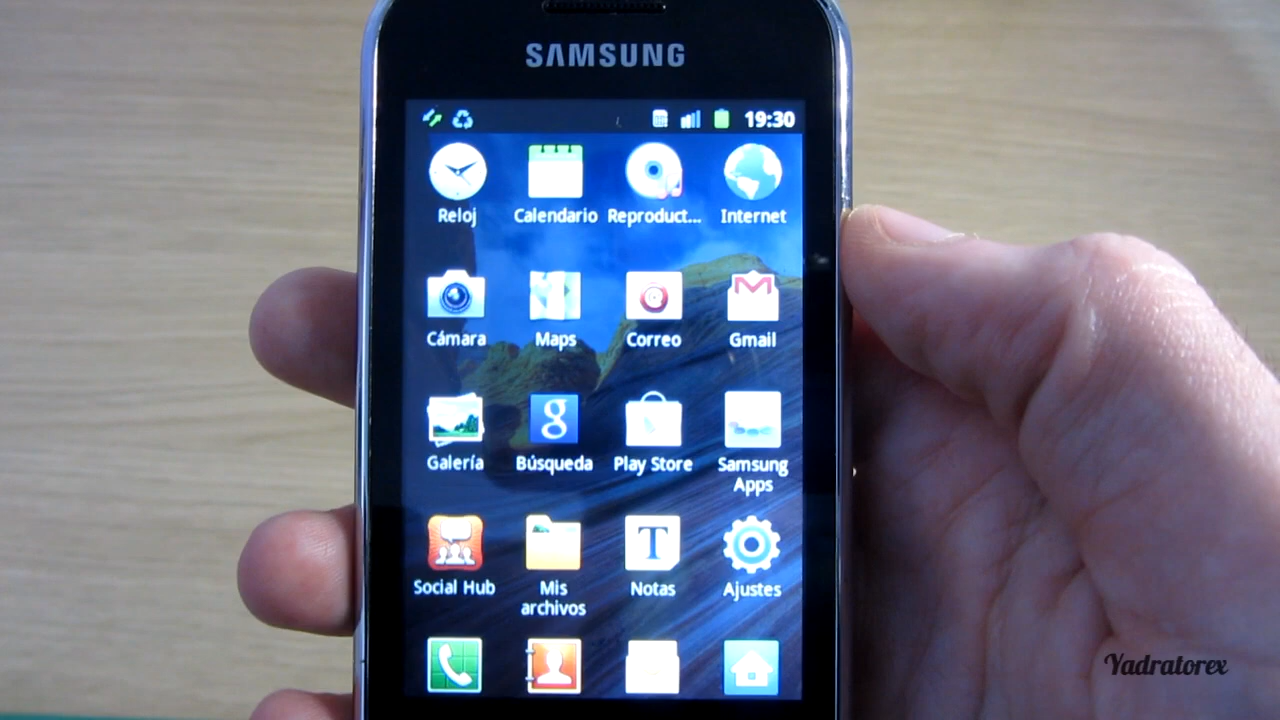 SAMSUNG
19:30
Reloj Calendario Reproduct... Internet
Cámara Maps Correo Gmail
Galería Búsqueda Play Store Samsung
Apps
Social Hub Mis Notas Ajustes
archivos
Yadratorex